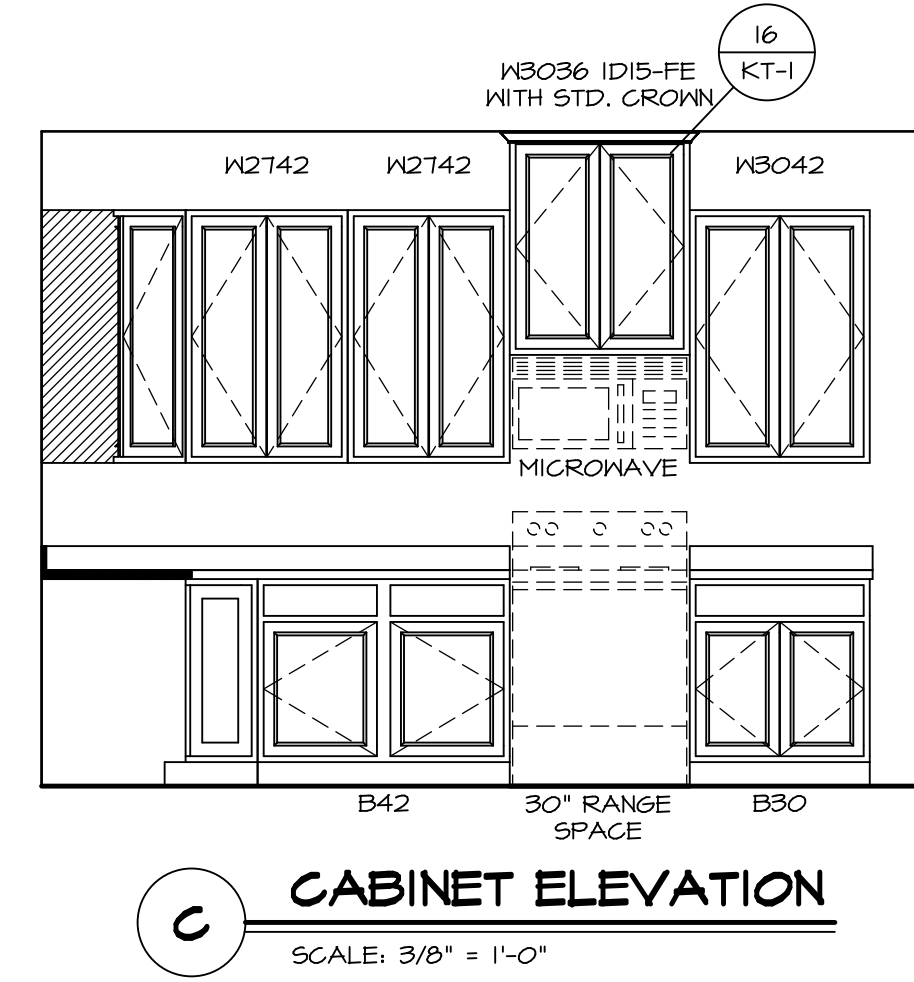 16
KT-1
W3036 1D15-FE
WITH STD. CROWN
W2742
W2742
W3042
MICROWAVE
B42
30" RANGE
SPACE
B30
C
CABINET ELEVATION
SCALE: 3/8" = 1'-0"